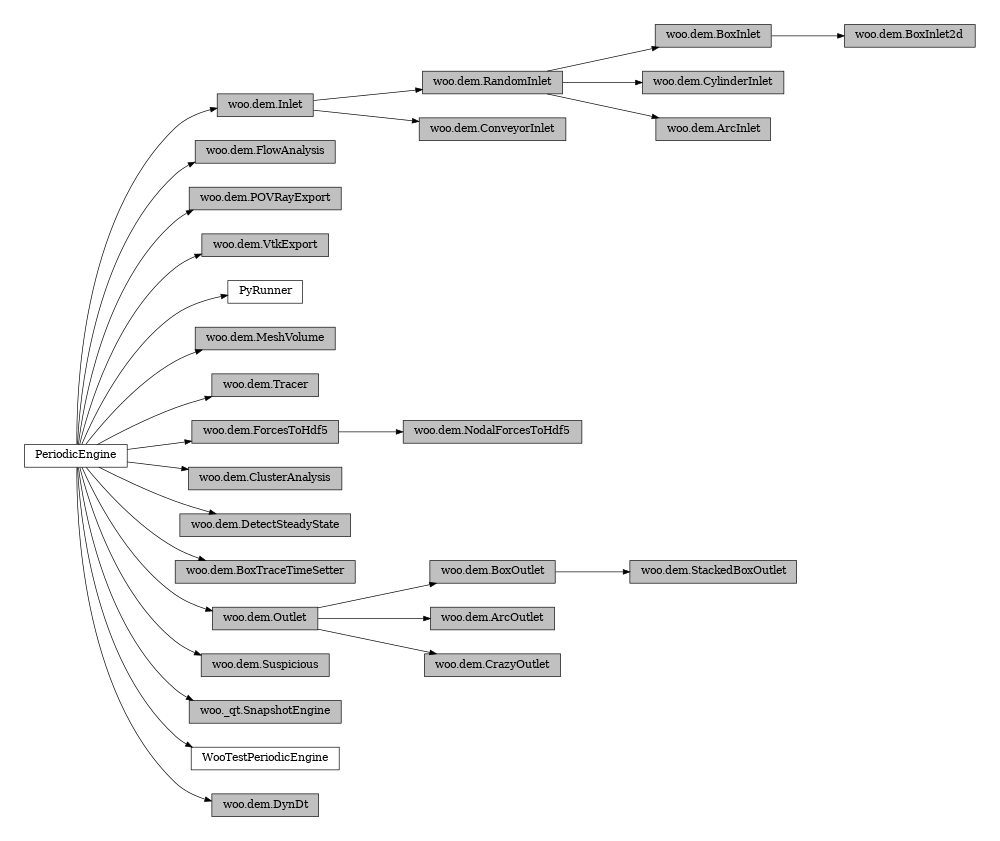 woo.dem.BoxInlet
woo.dem.BoxInlet2d
woo.dem.RandomInlet
woo.dem.CylinderInlet
woo.dem.Inlet
woo.dem.ConveyorInlet
woo.dem.ArcInlet
woo.dem.FlowAnalysis
woo.dem.POVRayExport
woo.dem.VtkExport
PyRunner
woo.dem.MeshVolume
woo.dem.Tracer
woo.dem.ForcesToHdf5
woo.dem.NodalForcesToHdf5
PeriodicEngine
woo.dem.ClusterAnalysis
woo.dem.DetectSteadyState
woo.dem.BoxTraceTimeSetter
woo.dem.BoxOutlet
woo.dem.StackedBoxOutlet
woo.dem.Outlet
woo.dem.ArcOutlet
woo.dem.Suspicious
woo.dem.CrazyOutlet
woo._qt.SnapshotEngine
WooTestPeriodicEngine
woo.dem.DynDt